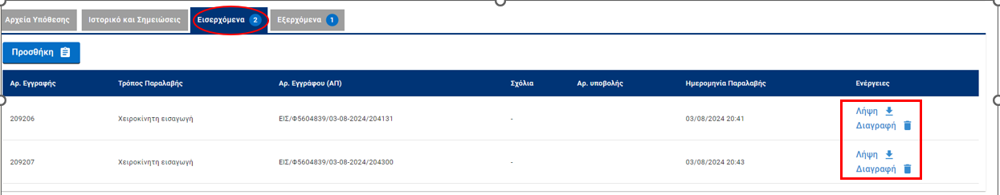 Αρχεία Υπόθεσης Ιστορικό και Σημειώσεις Εισερχόμενα 2 Εξερχόμενα 1
Προσθήκη
Αρ. Εγγραφής Τρόπος Παραλαβής Αρ. Εγγράφου (ΑΠ) Σχόλια Αρ. υποβολής Ημερομηνία Παραλαβής Ενέργειες
209206 Χειροκίνητη εισαγωγή ΕΙΣ/Φ5604839/03-08-2024/204131 - 03/08/2024 20:41 Λήψη
Διαγραφή
209207 Χειροκίνητη εισαγωγή ΕΙΣ/Φ5604839/03-08-2024/204300 - 03/08/2024 20:43 Λήψη
Διαγραφή